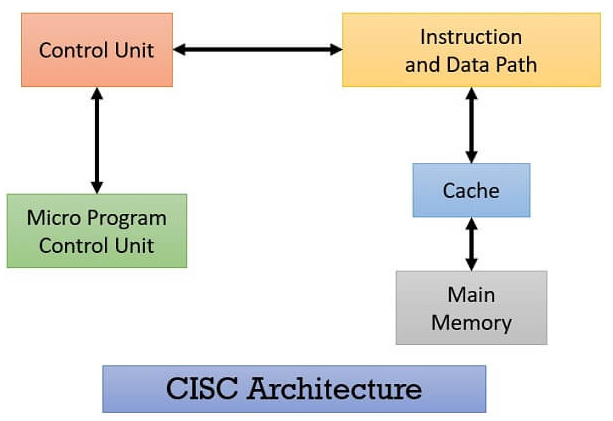 Control Unit
Instruction
and Data Path
Micro Program
Control Unit
Cache
Main
Memory
CISC Architecture